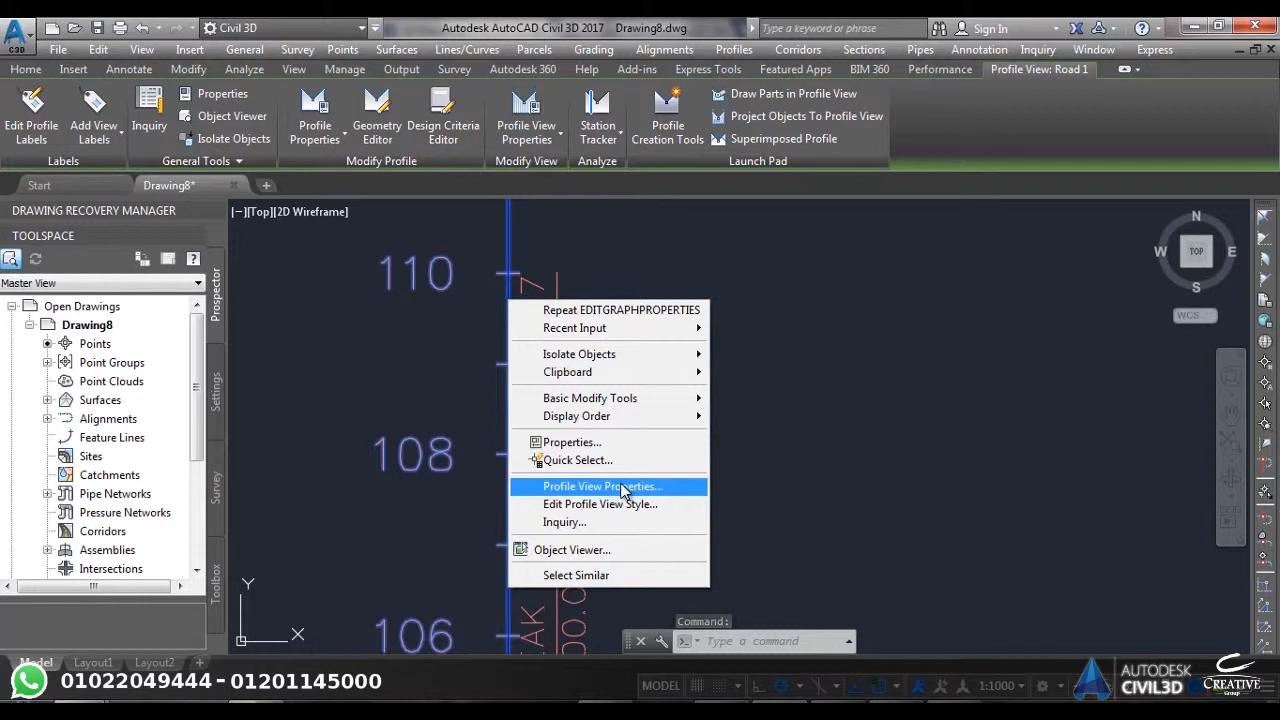 Civil 3D
Autodesk AutoCAD Civil 3D 2017 Drawing8.dwg
Type a keyword or phrase
Sign In
C3D
File Edit View Insert General Survey Points Surfaces Lines/Curves Parcels Grading Alignments Profiles Corridors Sections Pipes Annotation Inquiry Window Express
Home Insert Annotate Modify Analyze View Manage Output Survey Autodesk 360 Help Add-ins Express Tools Featured Apps BIM 360 Performance Profile View: Road 1
Edit Profile Labels
Add View Labels
Labels
Inquiry
Properties
Object Viewer
Isolate Objects
General Tools
Profile Properties
Geometry Editor
Design Criteria Editor
Modify Profile
Profile View Properties
Modify View
Station Tracker
Analyze
Profile Creation Tools
Draw Parts in Profile View
Project Objects To Profile View
Superimposed Profile
Launch Pad
Start
Drawing8*
DRAWING RECOVERY MANAGER
TOOLSPACE
Master View
Open Drawings
Drawing8
Points
Point Groups
Point Clouds
Surfaces
Alignments
Feature Lines
Sites
Catchments
Pipe Networks
Pressure Networks
Corridors
Assemblies
Intersections
Prospector
Settings
Survey
Toolbox
[−][Top][2D Wireframe]
110
108
106
7
AK
00.0
Repeat EDITGRAPHPROPERTIES
Recent Input
Isolate Objects
Clipboard
Basic Modify Tools
Display Order
Properties...
Quick Select...
Profile View Properties...
Edit Profile View Style...
Inquiry...
Object Viewer...
Select Similar
N
W TOP E
S
WCS
Y
X
Command:
Type a command
Model Layout1 Layout2
MODEL
1:1000
01022049444 - 01201145000
AUTODESK
CIVIL3D
CREATIVE
Group